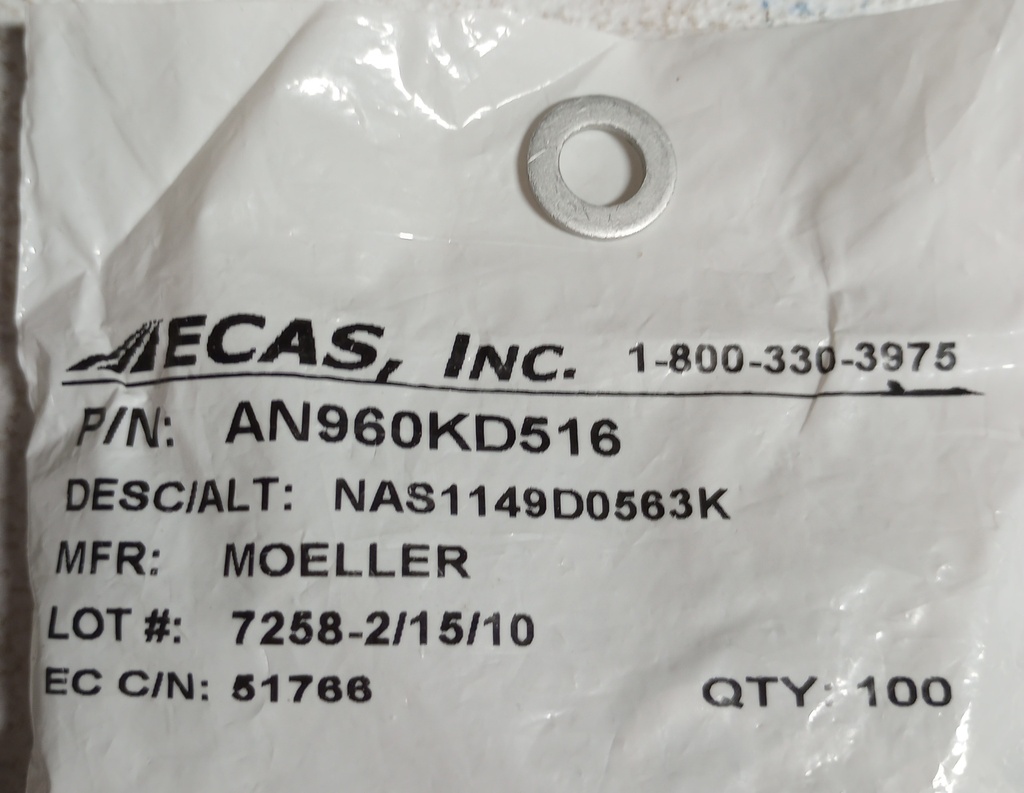 AECAS, INC. 1-800-330-3975
P/N: AN960KD516
DESC/ALT: NAS1149D0563K
MFR: MOELLER
LOT #: 7258-2/15/10
EC C/N: 51766 QTY: 100